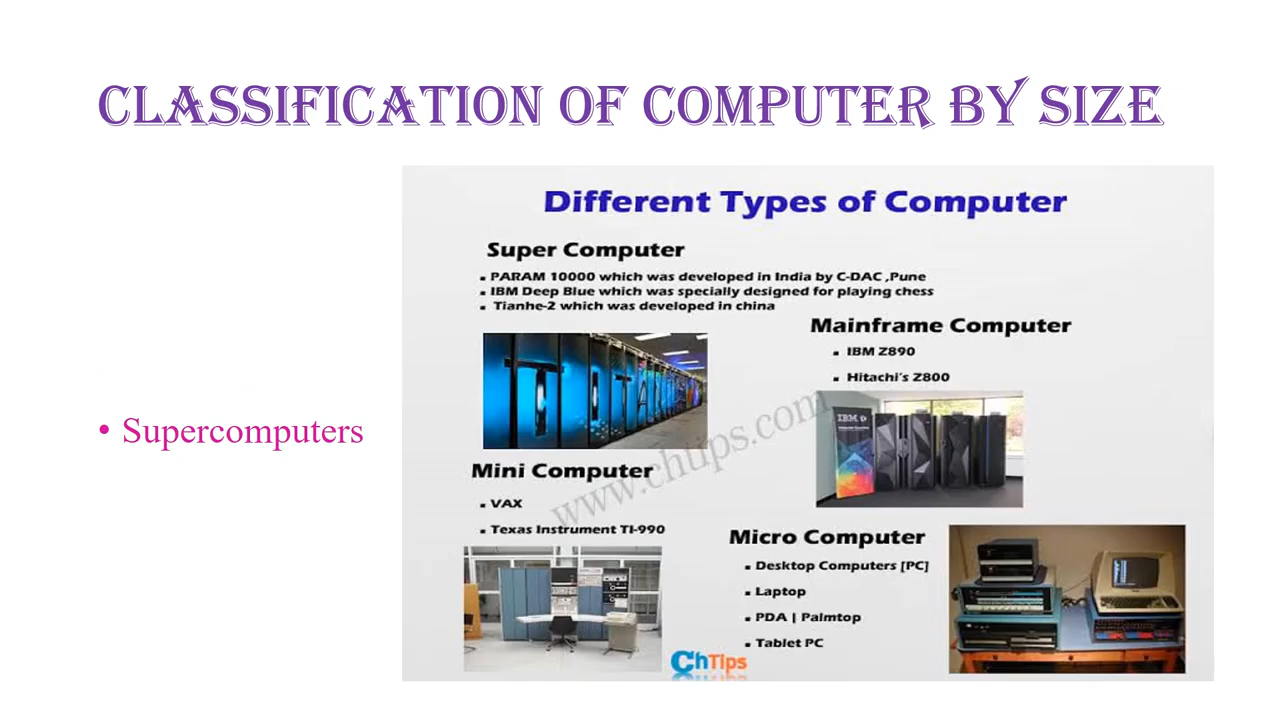 CLASSIFICATION OF COMPUTER BY SIZE
• Supercomputers
Different Types of Computer
Super Computer
▪ PARAM 10000 which was developed in India by C-DAC ,Pune
▪ IBM Deep Blue which was specially designed for playing chess
▪ Tianhe-2 which was developed in china
Mainframe Computer
▪ IBM Z890
▪ Hitachi's Z800
TITAN
IBM
www.chtips.com
Mini Computer
▪ VAX
▪ Texas Instrument TI-990
Micro Computer
▪ Desktop Computers [PC]
▪ Laptop
▪ PDA | Palmtop
▪ Tablet PC
ChTips